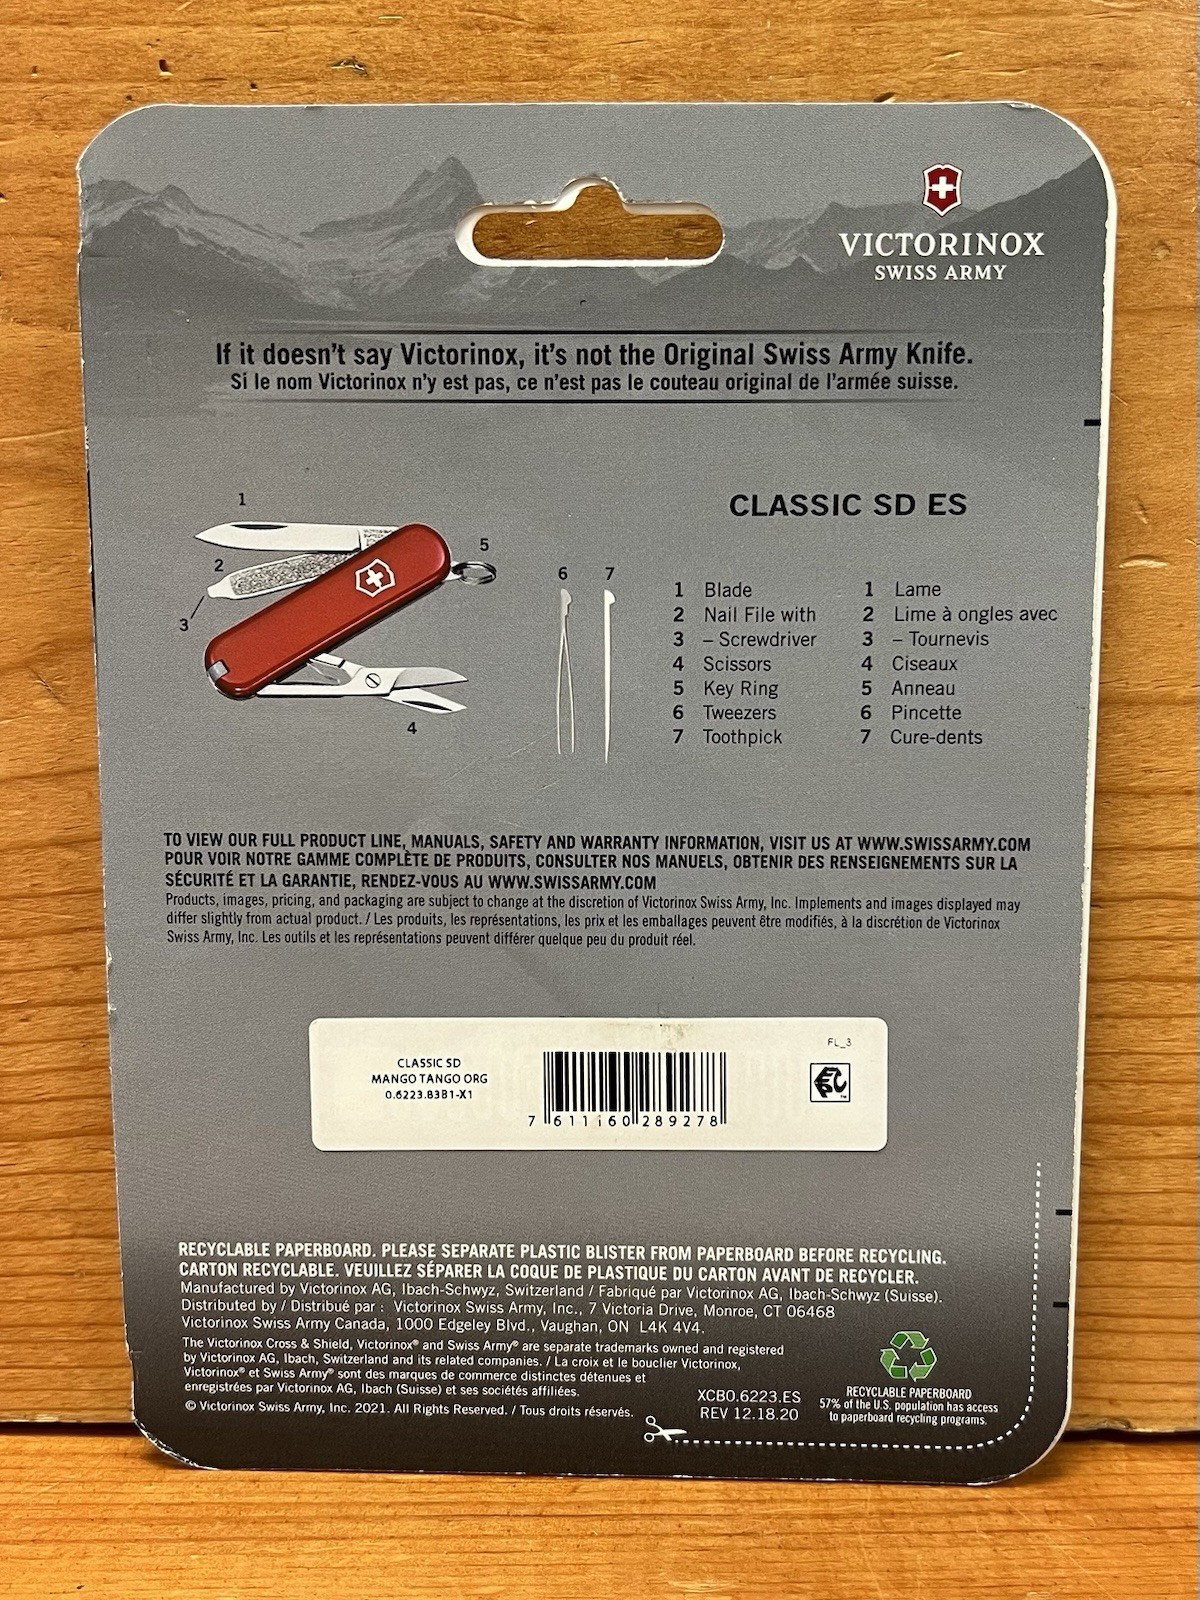 VICTORINOX
SWISS ARMY
If it doesn't say Victorinox, it's not the Original Swiss Army Knife.
Si le nom Victorinox n'y est pas, ce n'est pas le couteau original de l'armée suisse.
CLASSIC SD ES
1
2
3
4
5
6
7
1 Blade
2 Nail File with
3 – Screwdriver
4 Scissors
5 Key Ring
6 Tweezers
7 Toothpick
1 Lame
2 Lime à ongles avec
3 – Tournevis
4 Ciseaux
5 Anneau
6 Pincette
7 Cure-dents
TO VIEW OUR FULL PRODUCT LINE, MANUALS, SAFETY AND WARRANTY INFORMATION, VISIT US AT WWW.SWISSARMY.COM
POUR VOIR NOTRE GAMME COMPLÈTE DE PRODUITS, CONSULTER NOS MANUELS, OBTENIR DES RENSEIGNEMENTS SUR LA
SÉCURITÉ ET LA GARANTIE, RENDEZ-VOUS AU WWW.SWISSARMY.COM
Products, images, pricing, and packaging are subject to change at the discretion of Victorinox Swiss Army, Inc. Implements and images displayed may
differ slightly from actual product. / Les produits, les représentations, les prix et les emballages peuvent être modifiés, à la discrétion de Victorinox
Swiss Army, Inc. Les outils et les représentations peuvent différer quelque peu du produit réel.
CLASSIC SD
MANGO TANGO ORG
0.6223.B3B1-X1
7 611160 289278
FL_3
EPC™
RECYCLABLE PAPERBOARD. PLEASE SEPARATE PLASTIC BLISTER FROM PAPERBOARD BEFORE RECYCLING.
CARTON RECYCLABLE. VEUILLEZ SÉPARER LA COQUE DE PLASTIQUE DU CARTON AVANT DE RECYCLER.
Manufactured by Victorinox AG, Ibach-Schwyz, Switzerland / Fabriqué par Victorinox AG, Ibach-Schwyz (Suisse).
Distributed by / Distribué par : Victorinox Swiss Army, Inc., 7 Victoria Drive, Monroe, CT 06468
Victorinox Swiss Army Canada, 1000 Edgeley Blvd., Vaughan, ON L4K 4V4.
The Victorinox Cross & Shield, Victorinox® and Swiss Army® are separate trademarks owned and registered
by Victorinox AG, Ibach, Switzerland and its related companies. / La croix et le bouclier Victorinox,
Victorinox® et Swiss Army® sont des marques de commerce distinctes détenues et
enregistrées par Victorinox AG, Ibach (Suisse) et ses sociétés affiliées.
© Victorinox Swiss Army, Inc. 2021. All Rights Reserved. / Tous droits réservés.
XCB0.6223.ES
REV 12.18.20
RECYCLABLE PAPERBOARD
57% of the U.S. population has access
to paperboard recycling programs.